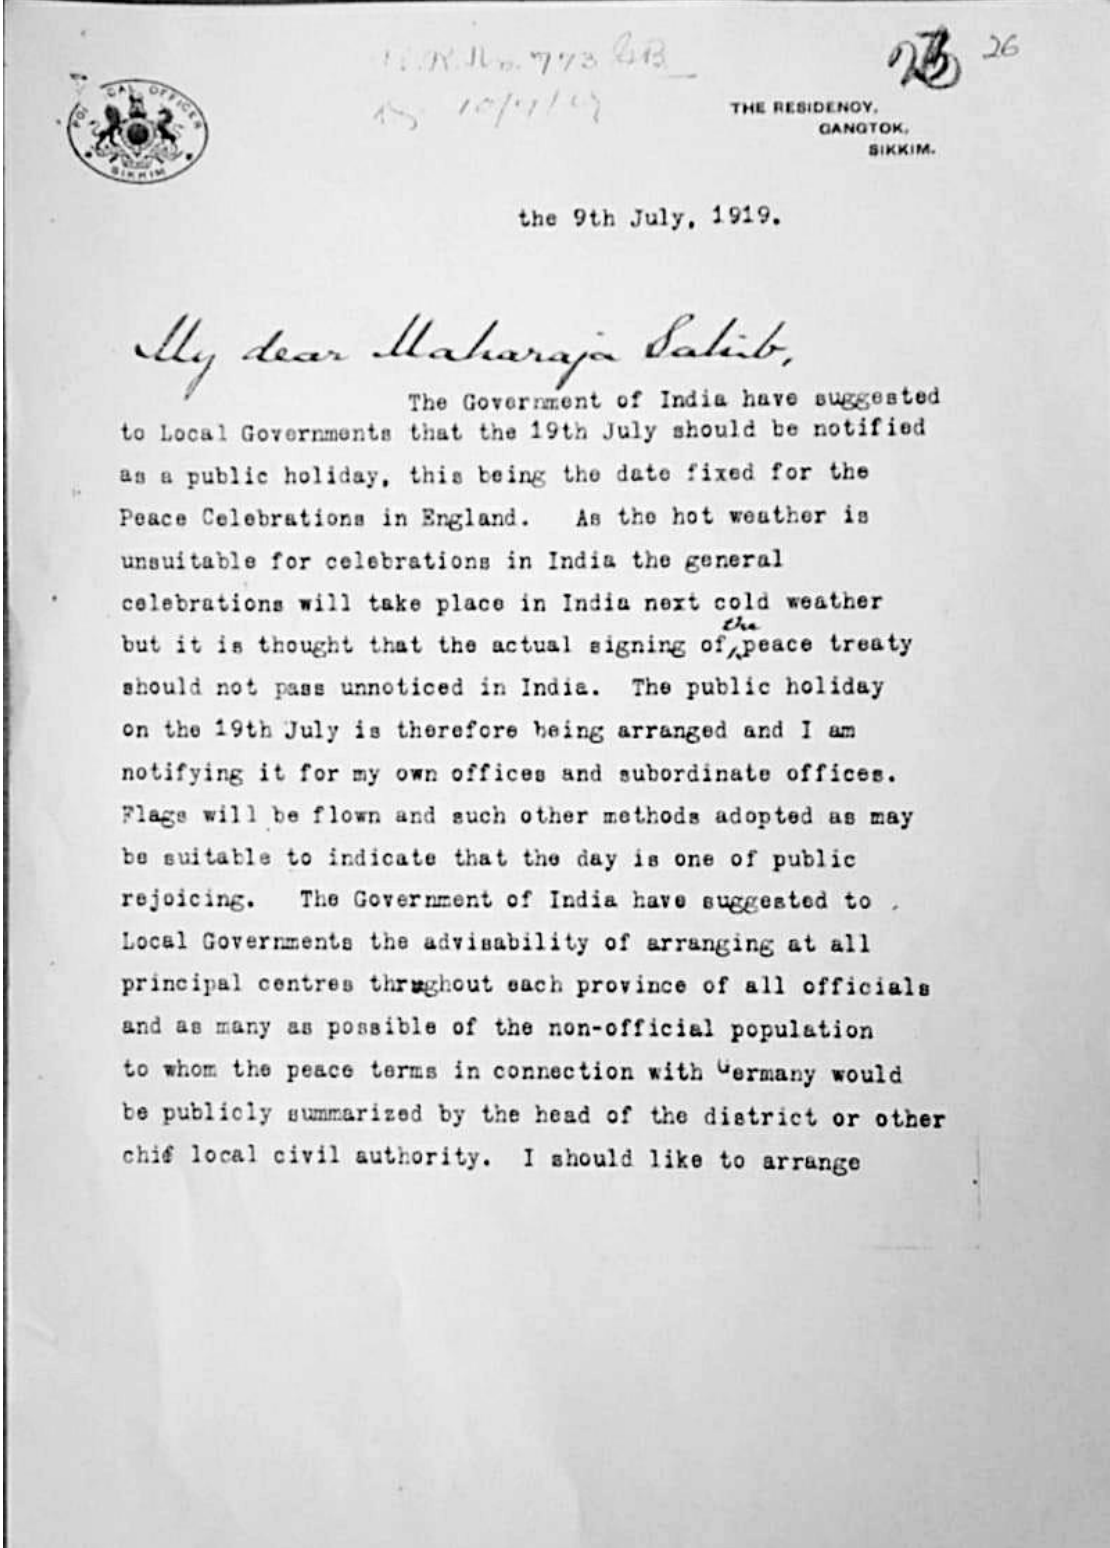 R. No. 773 GB
26
10/7/19
POLITICAL OFFICER
SIKKIM
THE RESIDENCY,
GANGTOK,
SIKKIM.
the 9th July, 1919.
My dear Maharaja Sahib,
The Government of India have suggested
to Local Governments that the 19th July should be notified
as a public holiday, this being the date fixed for the
Peace Celebrations in England. As the hot weather is
unsuitable for celebrations in India the general
celebrations will take place in India next cold weather
but it is thought that the actual signing of the peace treaty
should not pass unnoticed in India. The public holiday
on the 19th July is therefore being arranged and I am
notifying it for my own offices and subordinate offices.
Flags will be flown and such other methods adopted as may
be suitable to indicate that the day is one of public
rejoicing. The Government of India have suggested to
Local Governments the advisability of arranging at all
principal centres thrughout each province of all officials
and as many as possible of the non-official population
to whom the peace terms in connection with Germany would
be publicly summarized by the head of the district or other
chif local civil authority. I should like to arrange